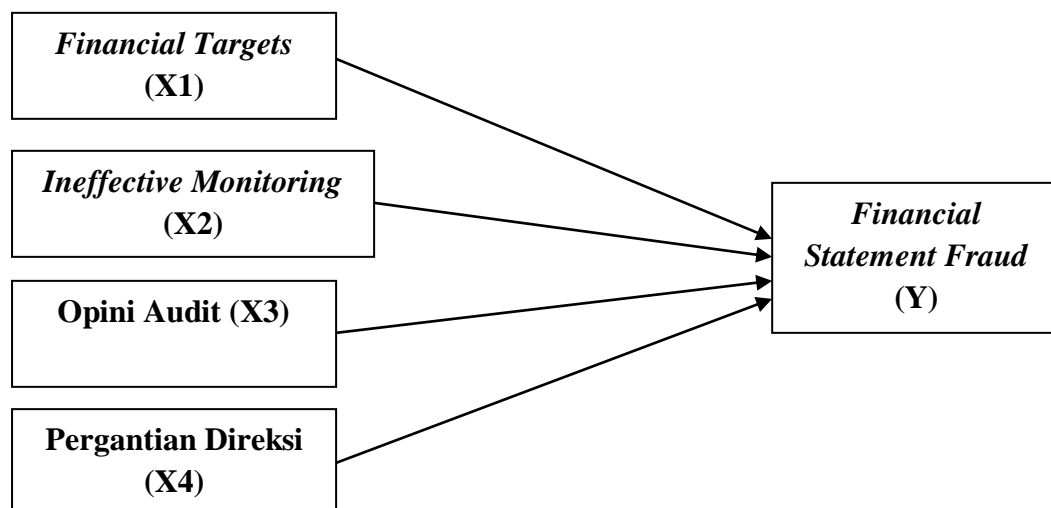 Financial Targets
(X1)
Ineffective Monitoring
(X2)
Opini Audit (X3)
Pergantian Direksi
(X4)
Financial
Statement Fraud
(Y)